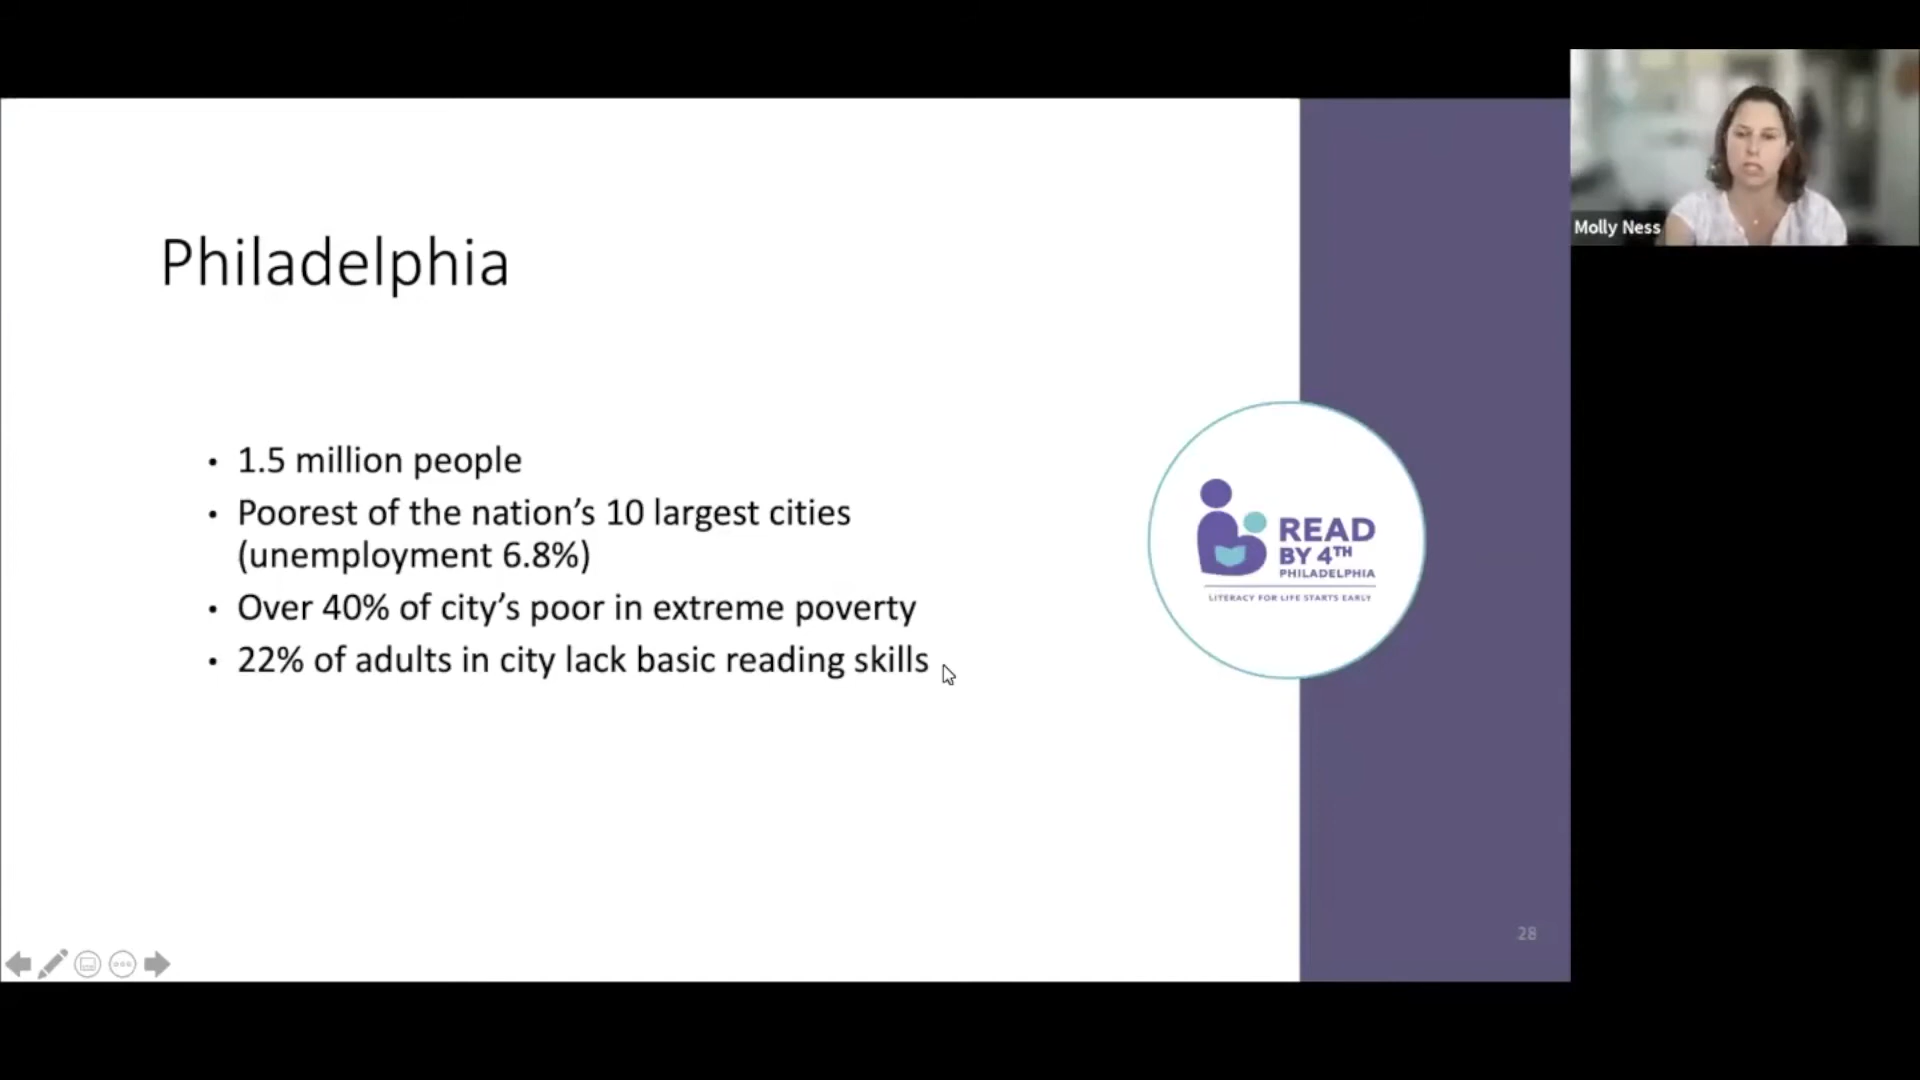 Philadelphia
• 1.5 million people
• Poorest of the nation’s 10 largest cities
(unemployment 6.8%)
• Over 40% of city’s poor in extreme poverty
• 22% of adults in city lack basic reading skills
READ
BY 4TH
PHILADELPHIA
LITERACY FOR LIFE STARTS EARLY
28
Molly Ness